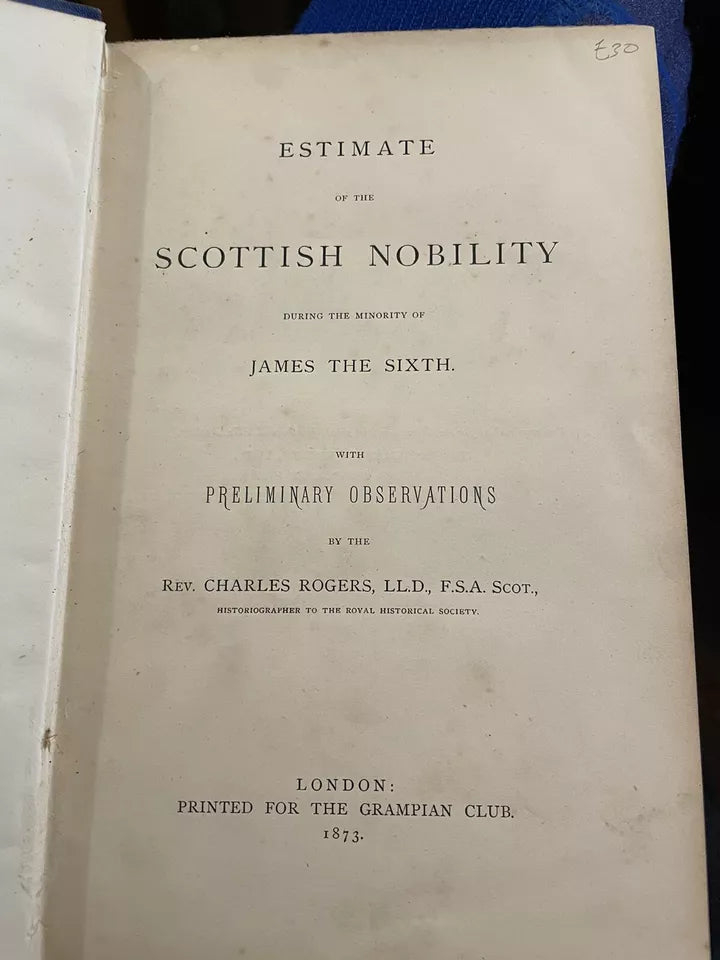 £30
ESTIMATE
OF THE
SCOTTISH NOBILITY
DURING THE MINORITY OF
JAMES THE SIXTH.
WITH
PRELIMINARY OBSERVATIONS
BY THE
REV. CHARLES ROGERS, LL.D., F.S.A. SCOT.,
HISTORIOGRAPHER TO THE ROYAL HISTORICAL SOCIETY.
LONDON:
PRINTED FOR THE GRAMPIAN CLUB.
1873.